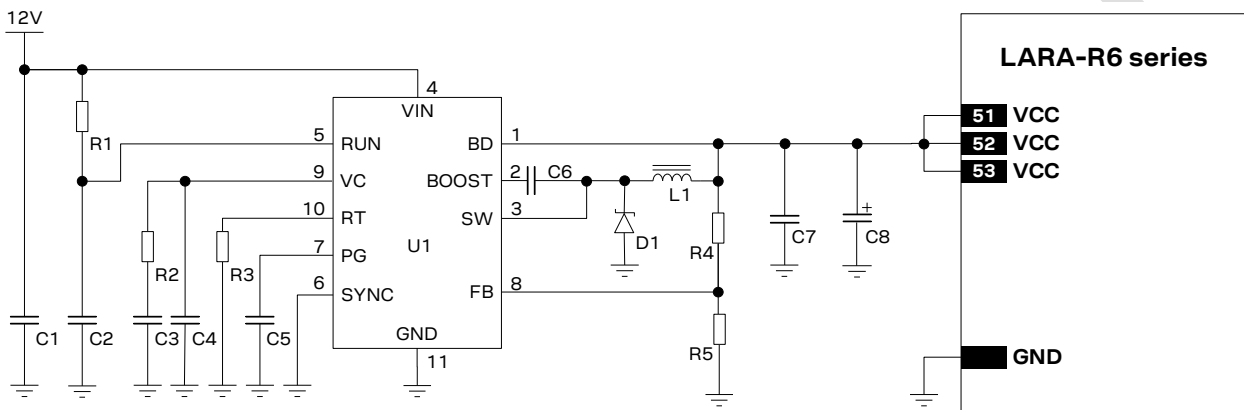 12V
LARA-R6 series
4
VIN
51 VCC
R1
5 RUN
BD 1
52 VCC
9 VC
BOOST 2
C6
53 VCC
L1
10 RT
SW 3
U1
D1
R4
C7
+
C8
R2
R3
7 PG
6 SYNC
FB 8
C1
C2
C3
C4
C5
GND
11
R5
GND